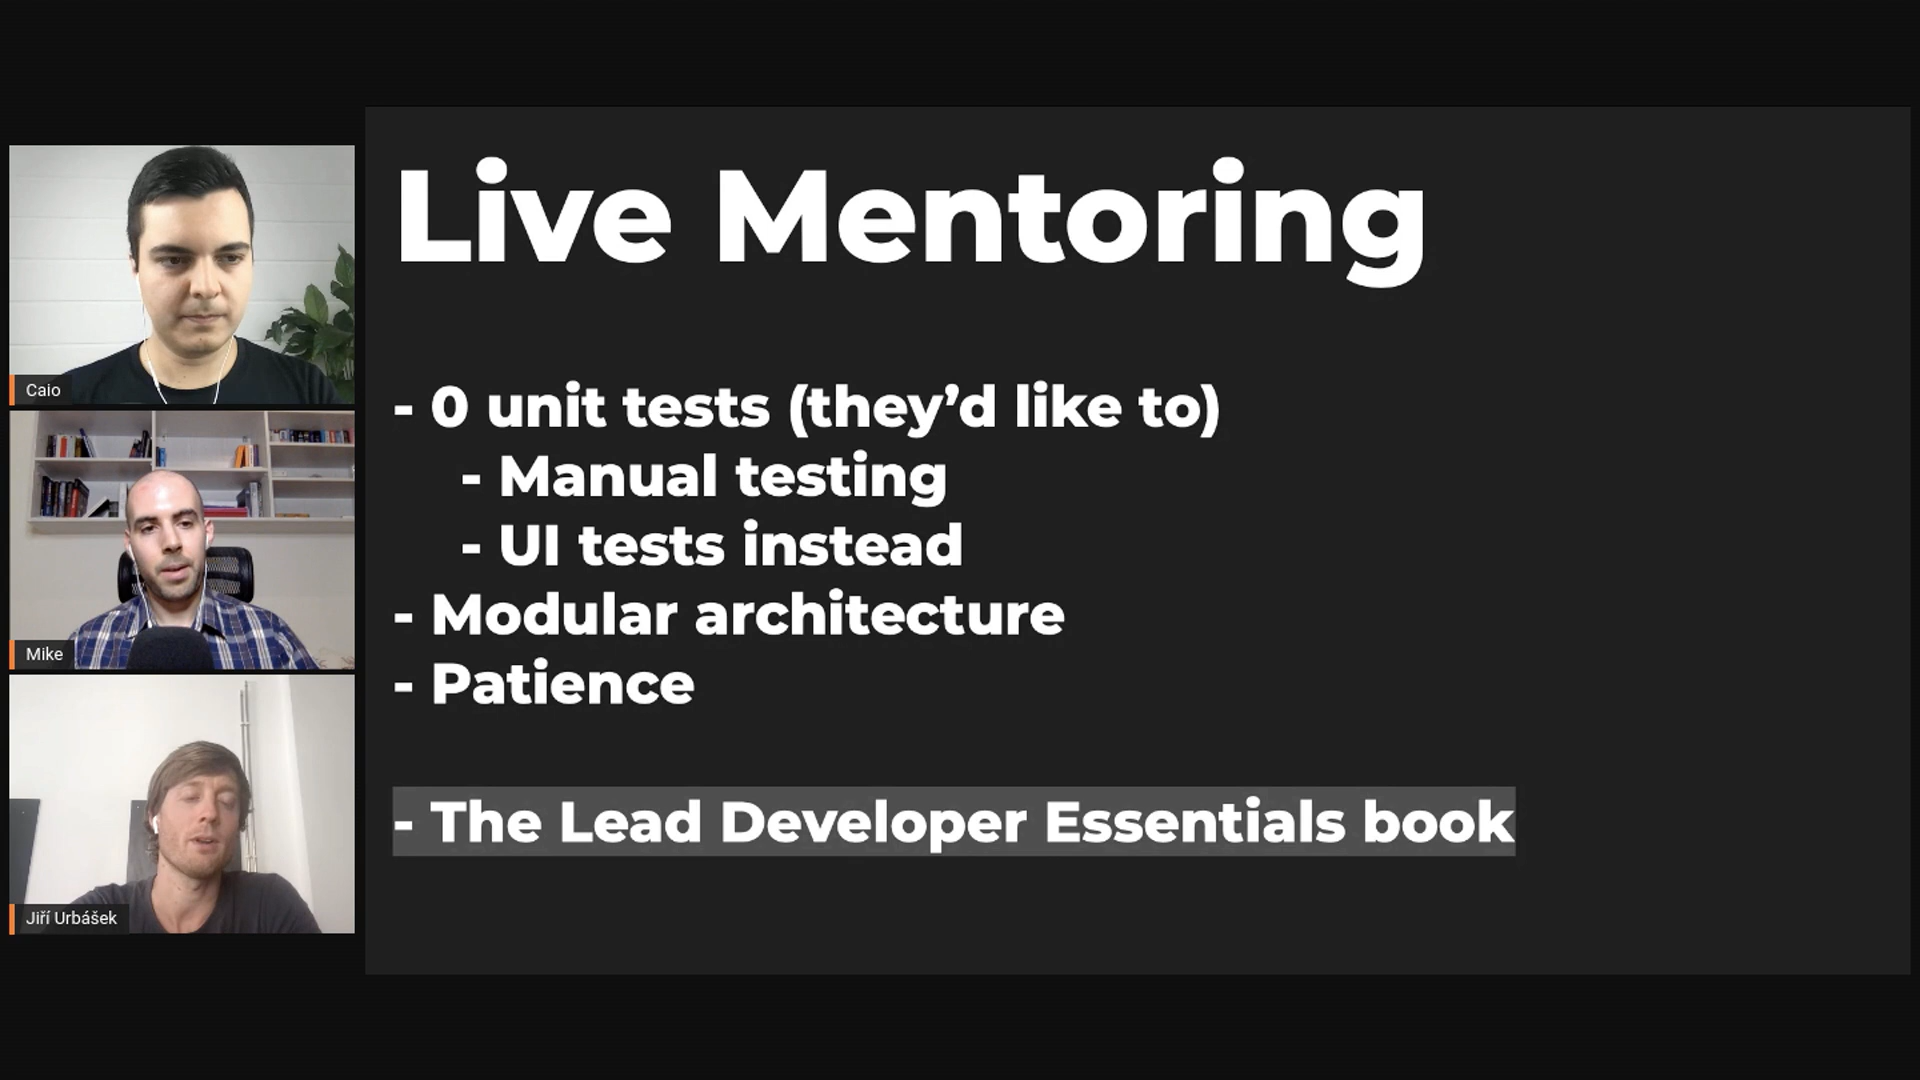 Live Mentoring
- 0 unit tests (they’d like to)
- Manual testing
- UI tests instead
- Modular architecture
- Patience
- The Lead Developer Essentials book
Caio
Mike
Jiří Urbášek